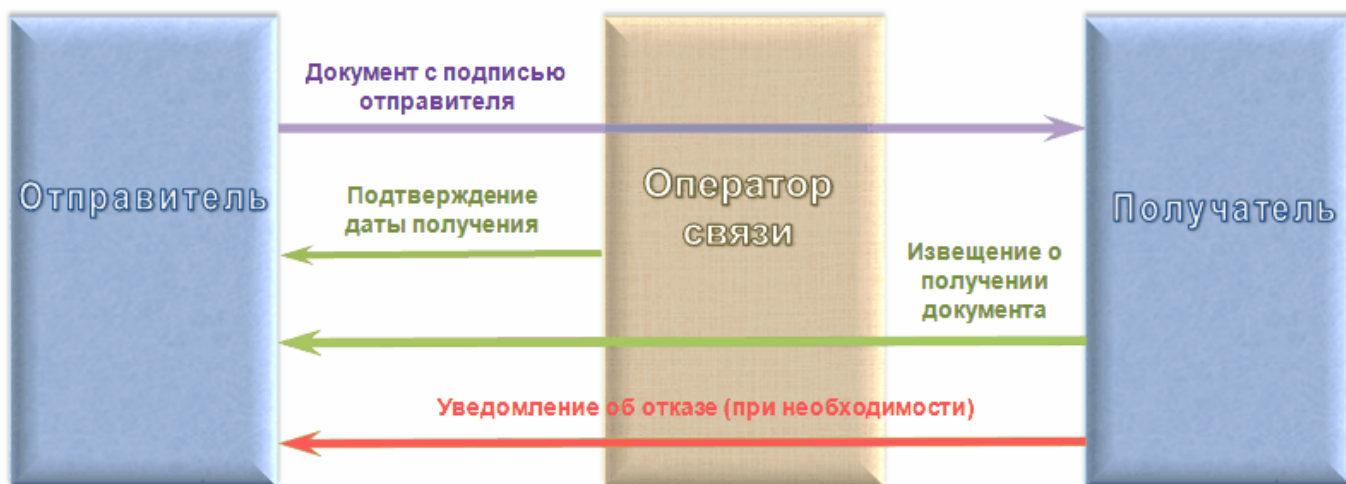 Документ с подписью
отправителя
Отправитель
Подтверждение
даты получения
Оператор
связи
Получатель
Извещение о
получении
документа
Уведомление об отказе (при необходимости)